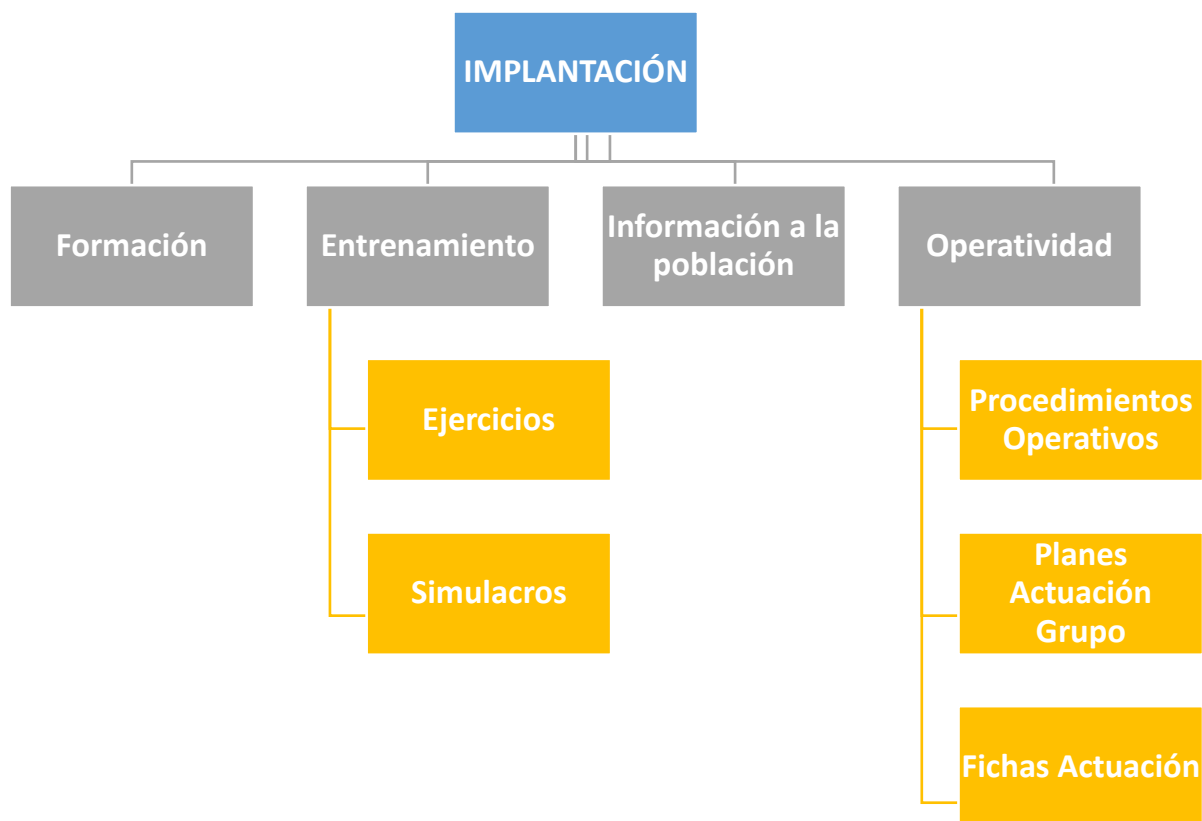 IMPLANTACIÓN
Formación
Entrenamiento
Información a la
población
Operatividad
Ejercicios
Simulacros
Procedimientos
Operativos
Planes
Actuación
Grupo
Fichas Actuación